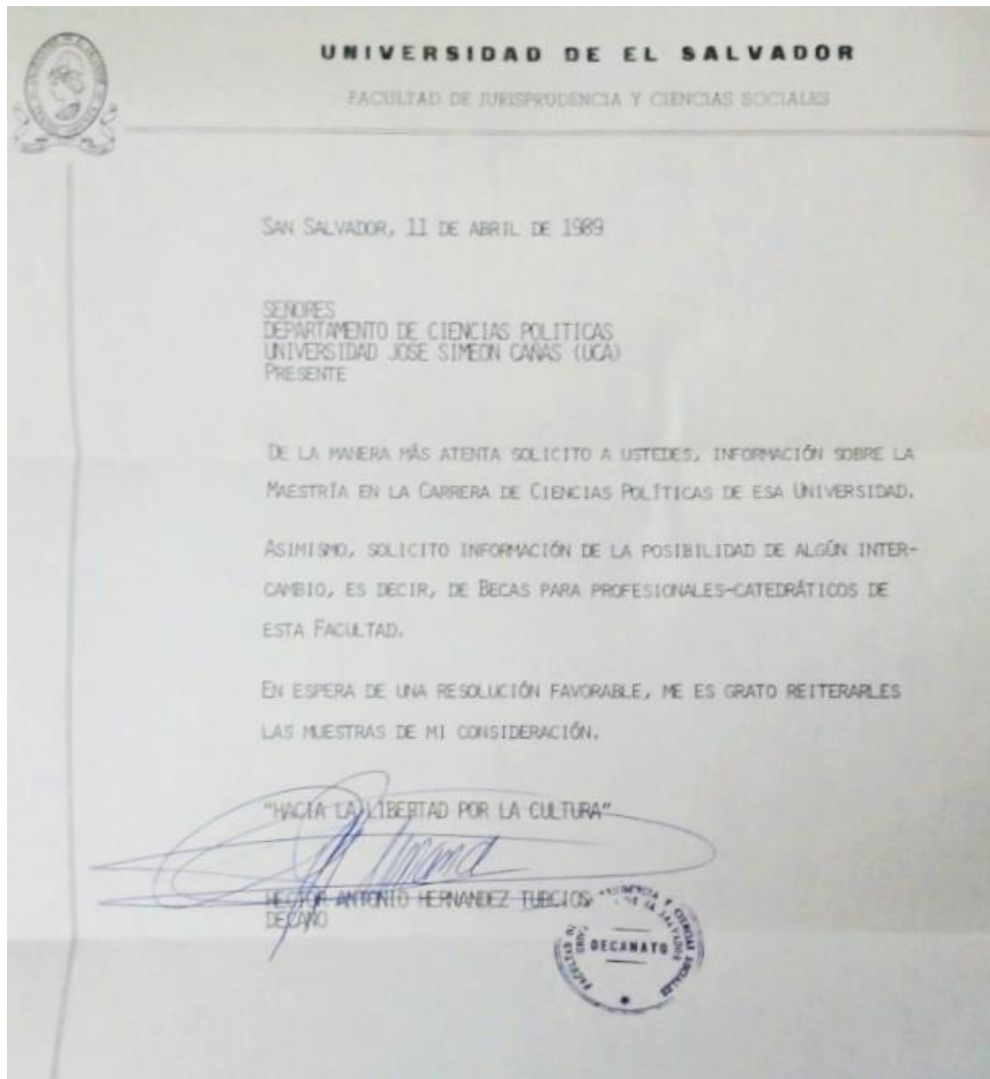 UNIVERSIDAD DE EL SALVADOR
FACULTAD DE JURISPRUDENCIA Y CIENCIAS SOCIALES
SAN SALVADOR, 11 DE ABRIL DE 1989
SEÑORES
DEPARTAMENTO DE CIENCIAS POLITICAS
UNIVERSIDAD JOSE SIMEON CAÑAS (UCA)
PRESENTE
DE LA MANERA MÁS ATENTA SOLICITO A USTEDES, INFORMACIÓN SOBRE LA
MAESTRÍA EN LA CARRERA DE CIENCIAS POLÍTICAS DE ESA UNIVERSIDAD.
ASIMISMO, SOLICITO INFORMACIÓN DE LA POSIBILIDAD DE ALGÚN INTER-
CAMBIO, ES DECIR, DE BECAS PARA PROFESIONALES-CATEDRÁTICOS DE
ESTA FACULTAD.
EN ESPERA DE UNA RESOLUCIÓN FAVORABLE, ME ES GRATO REITERARLES
LAS MUESTRAS DE MI CONSIDERACIÓN.
"HACIA LA LIBERTAD POR LA CULTURA"
HECTOR ANTONIO HERNANDEZ TURCIOS
DECANO
DECANATO
Y CIENCIAS SOCIALES